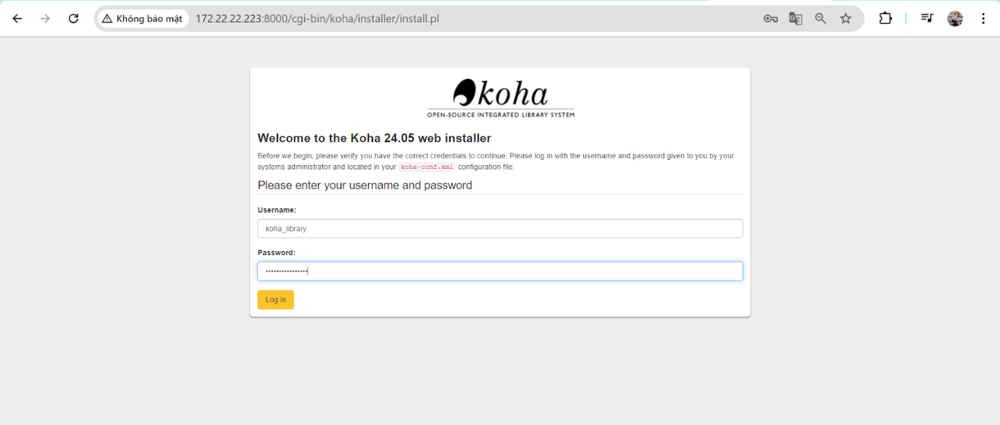 Không bảo mật 172.22.22.223:8000/cgi-bin/koha/installer/install.pl
koha
OPEN-SOURCE INTEGRATED LIBRARY SYSTEM
Welcome to the Koha 24.05 web installer
Before we begin, please verify you have the correct credentials to continue. Please log in with the username and password given to you by your
systems administrator and located in your koha-conf.xml configuration file.
Please enter your username and password
Username:
koha_library
Password:
••••••••••••••••
Log in